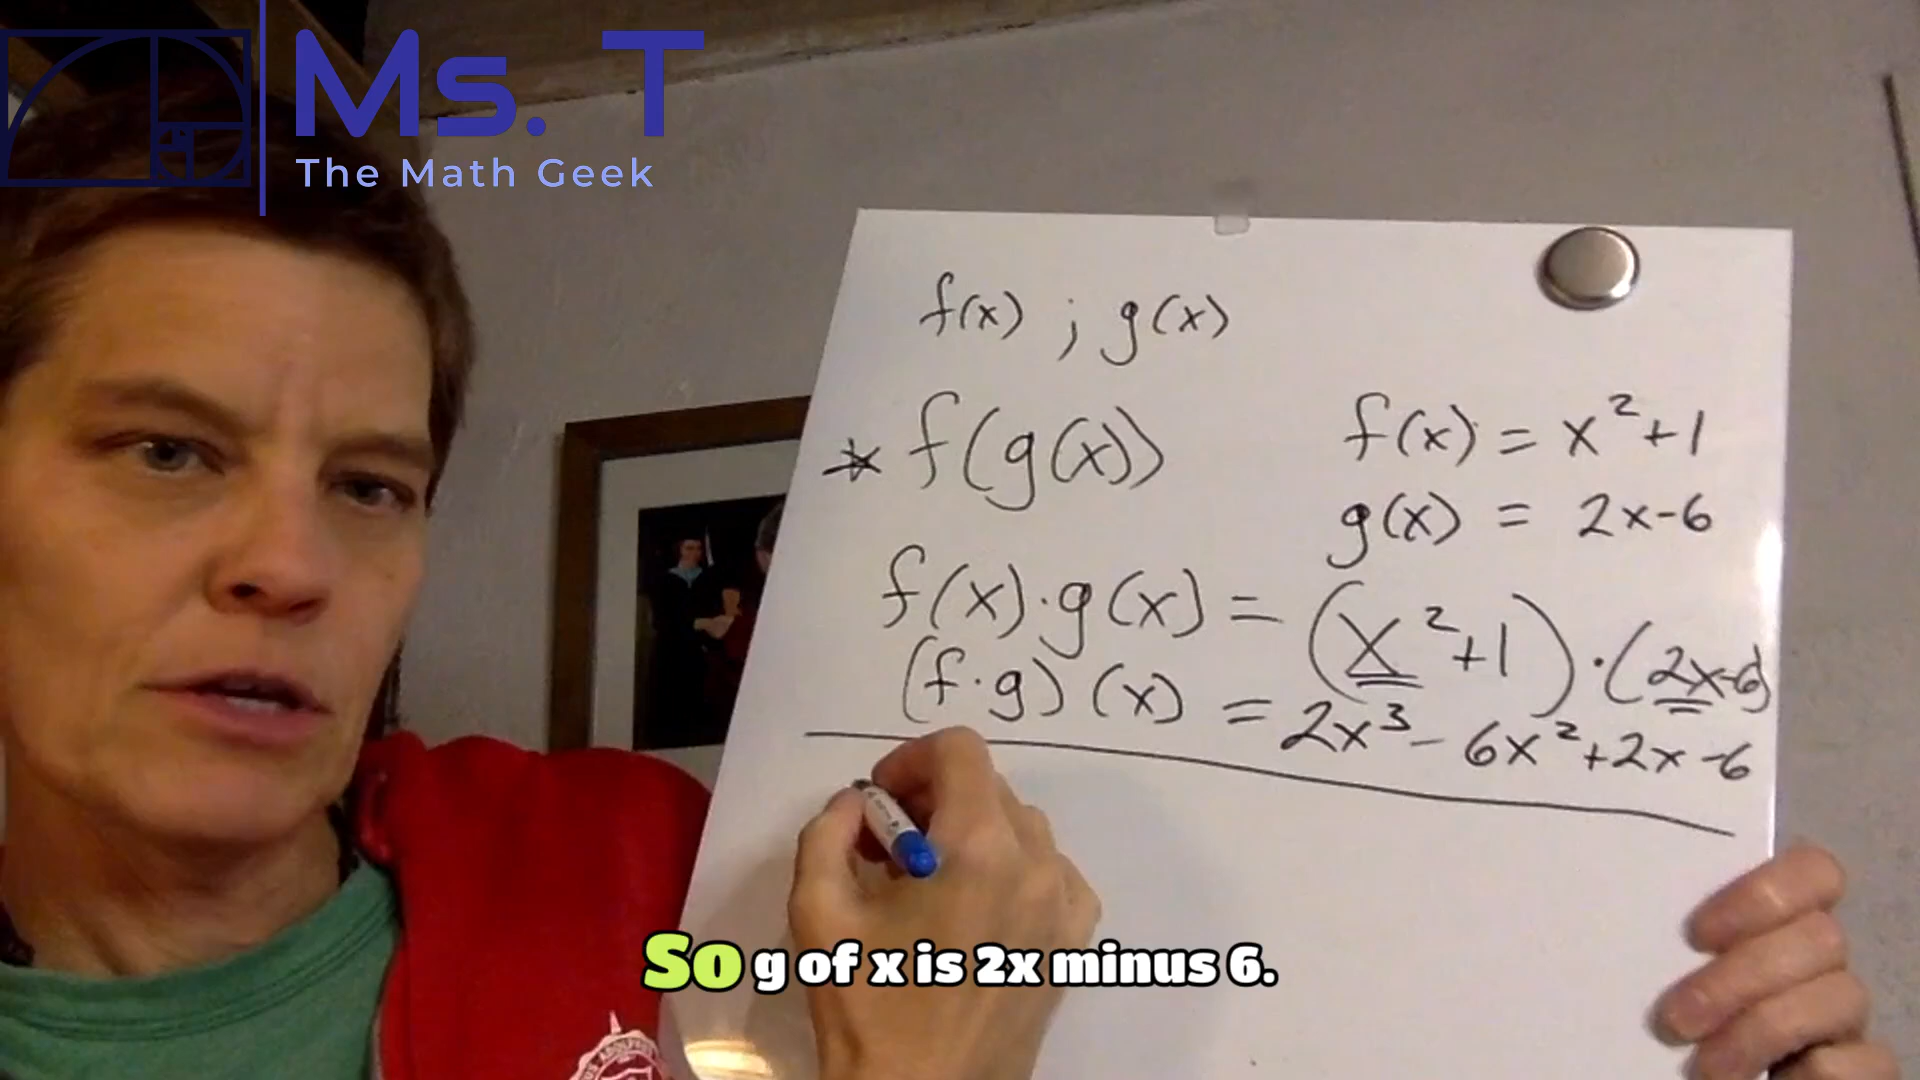 Ms. T
The Math Geek
f(x) ; g(x)
* f(g(x))
f(x) = x²+1
g(x) = 2x-6
f(x)·g(x) = (x²+1)·(2x-6)
(f·g)(x) = 2x³-6x²+2x-6
So g of x is 2x minus 6.